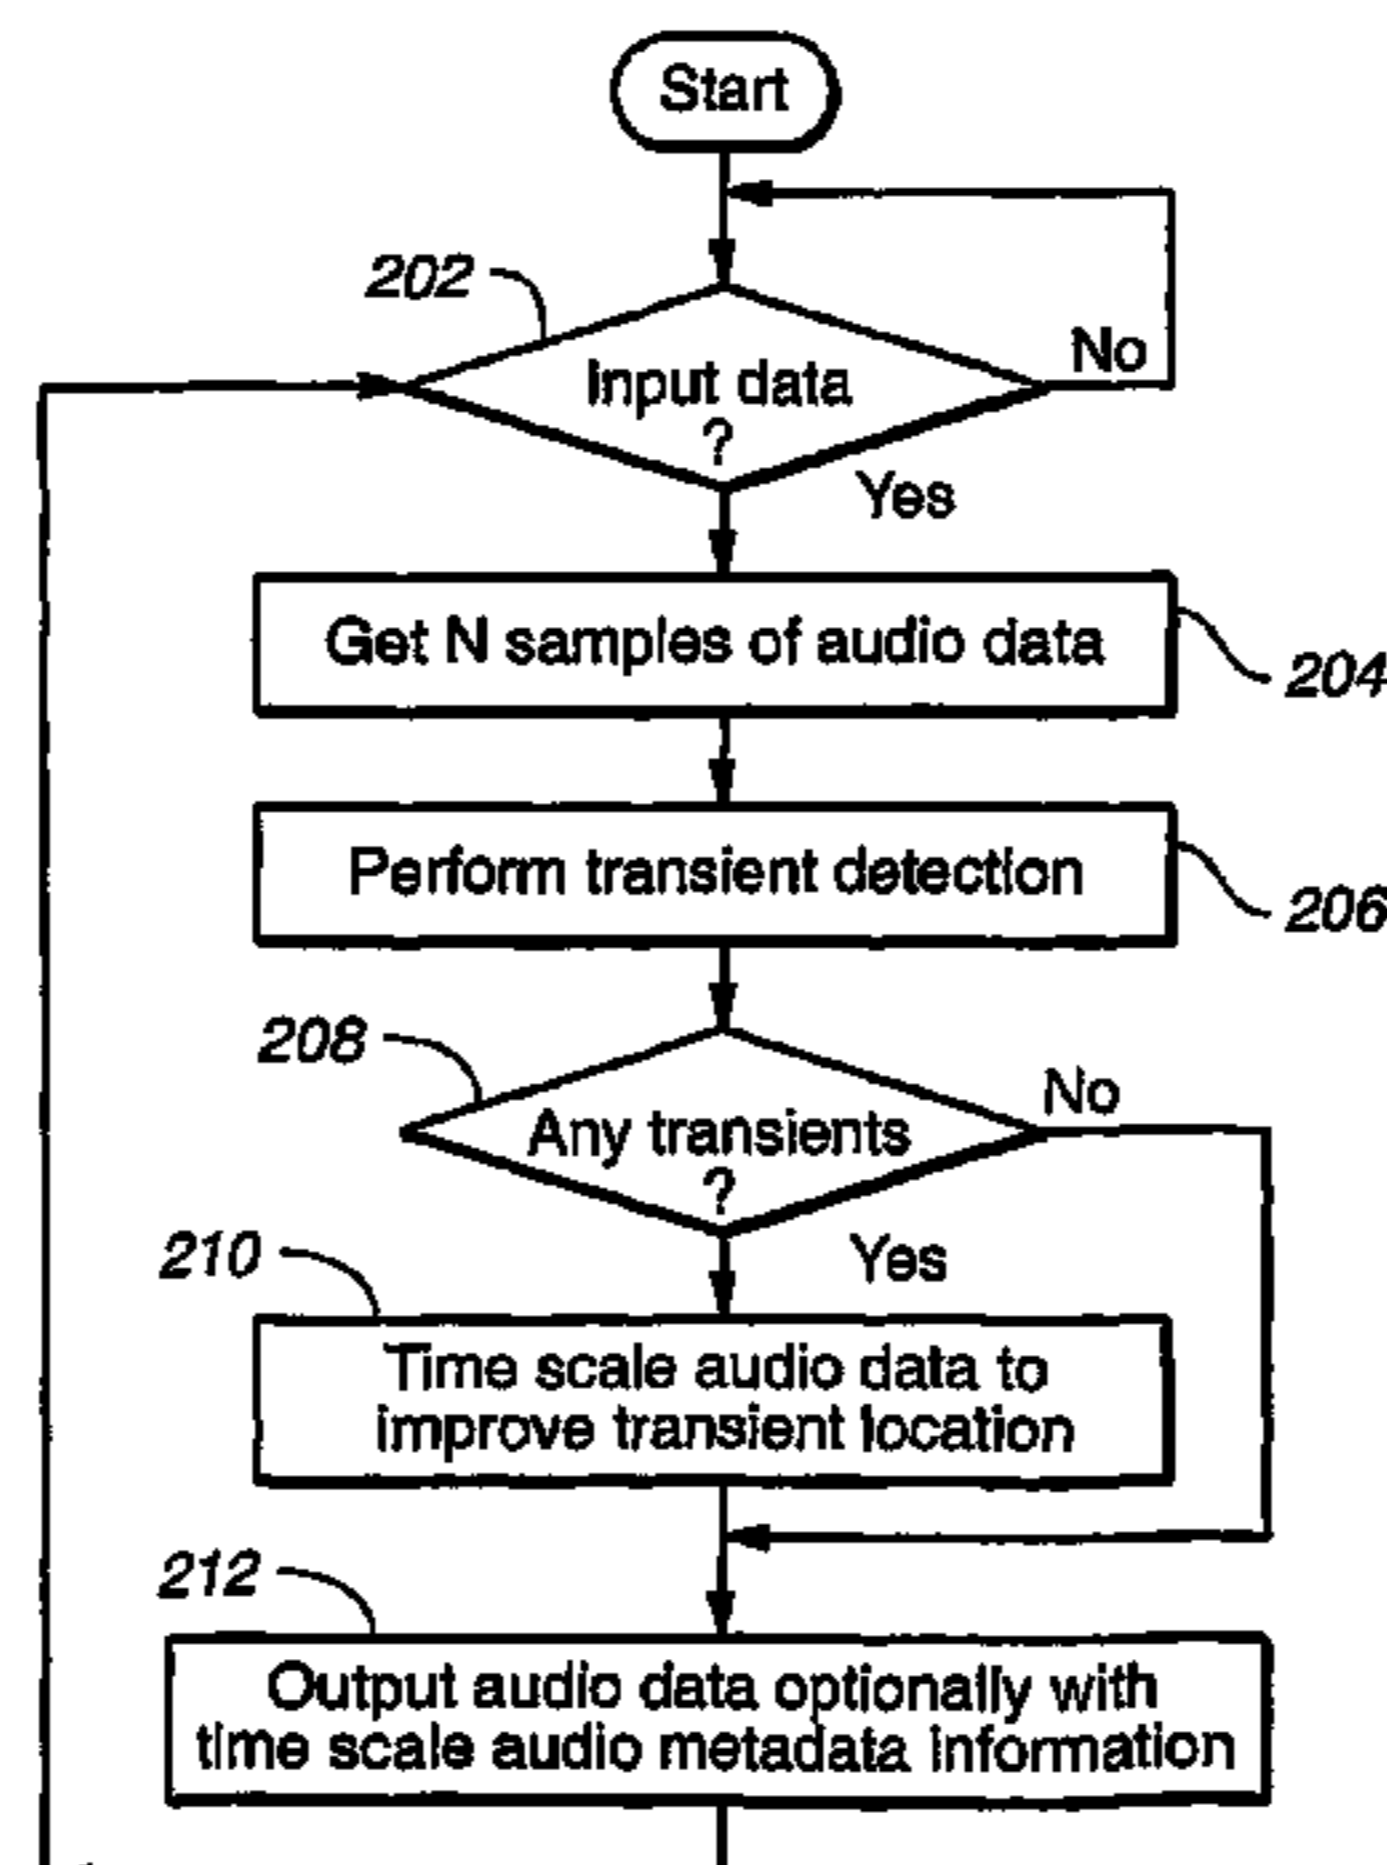 Start
202
No
Input data
?
Yes
Get N samples of audio data
204
Perform transient detection
206
208
No
Any transients
?
Yes
210
Time scale audio data to
improve transient location
212
Output audio data optionally with
time scale audio metadata information